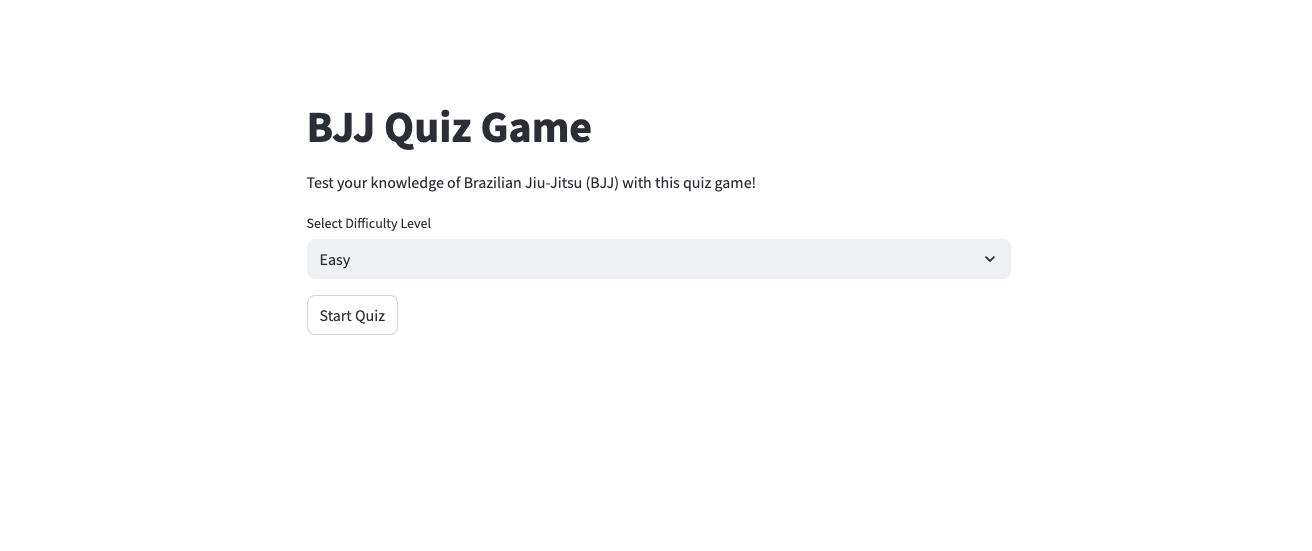 BJJ Quiz Game
Test your knowledge of Brazilian Jiu-Jitsu (BJJ) with this quiz game!
Select Difficulty Level
Easy
Start Quiz